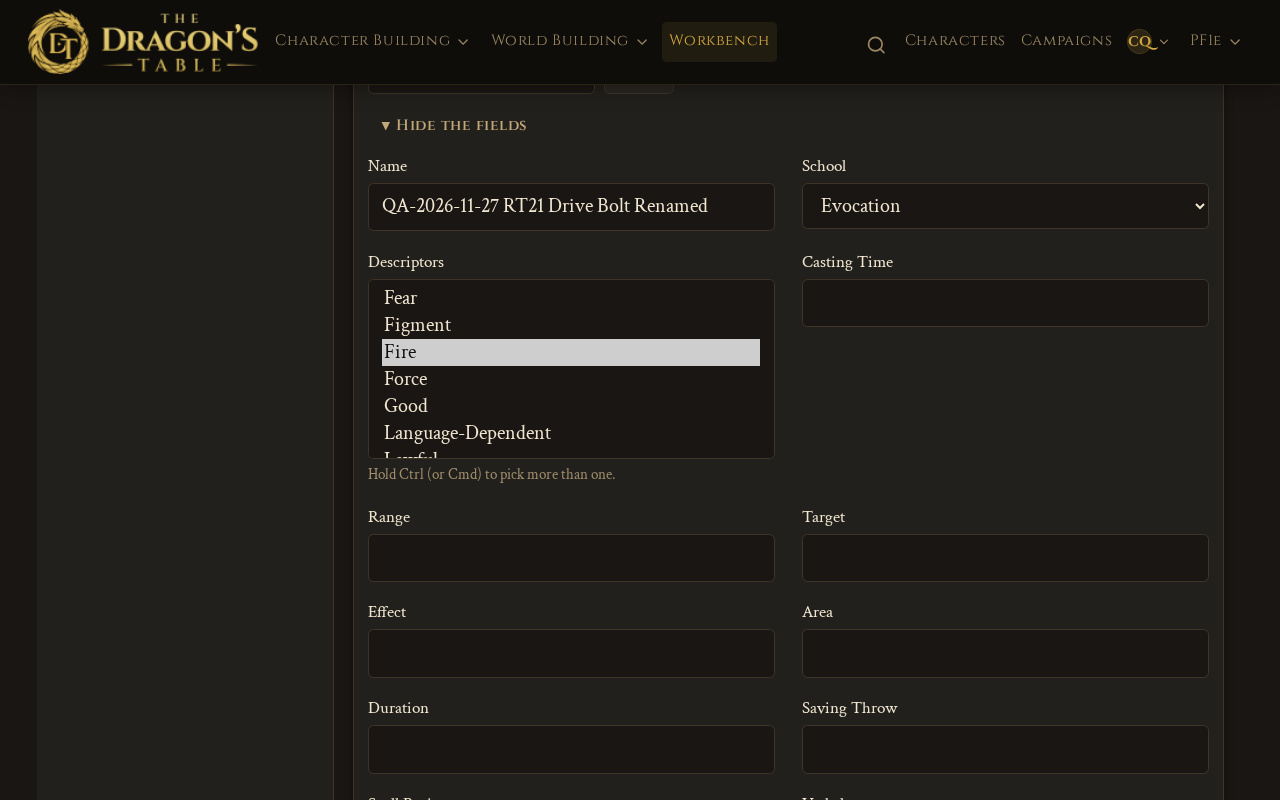 THE
DRAGON'S
TABLE
DT
Character Building
World Building
Workbench
Characters
Campaigns
CQ
PF1e
▼ Hide the fields
Name
School
QA-2026-11-27 RT21 Drive Bolt Renamed
Evocation
Descriptors
Casting Time
Fear
Figment
Fire
Force
Good
Language-Dependent
Lawful
Hold Ctrl (or Cmd) to pick more than one.
Range
Target
Effect
Area
Duration
Saving Throw